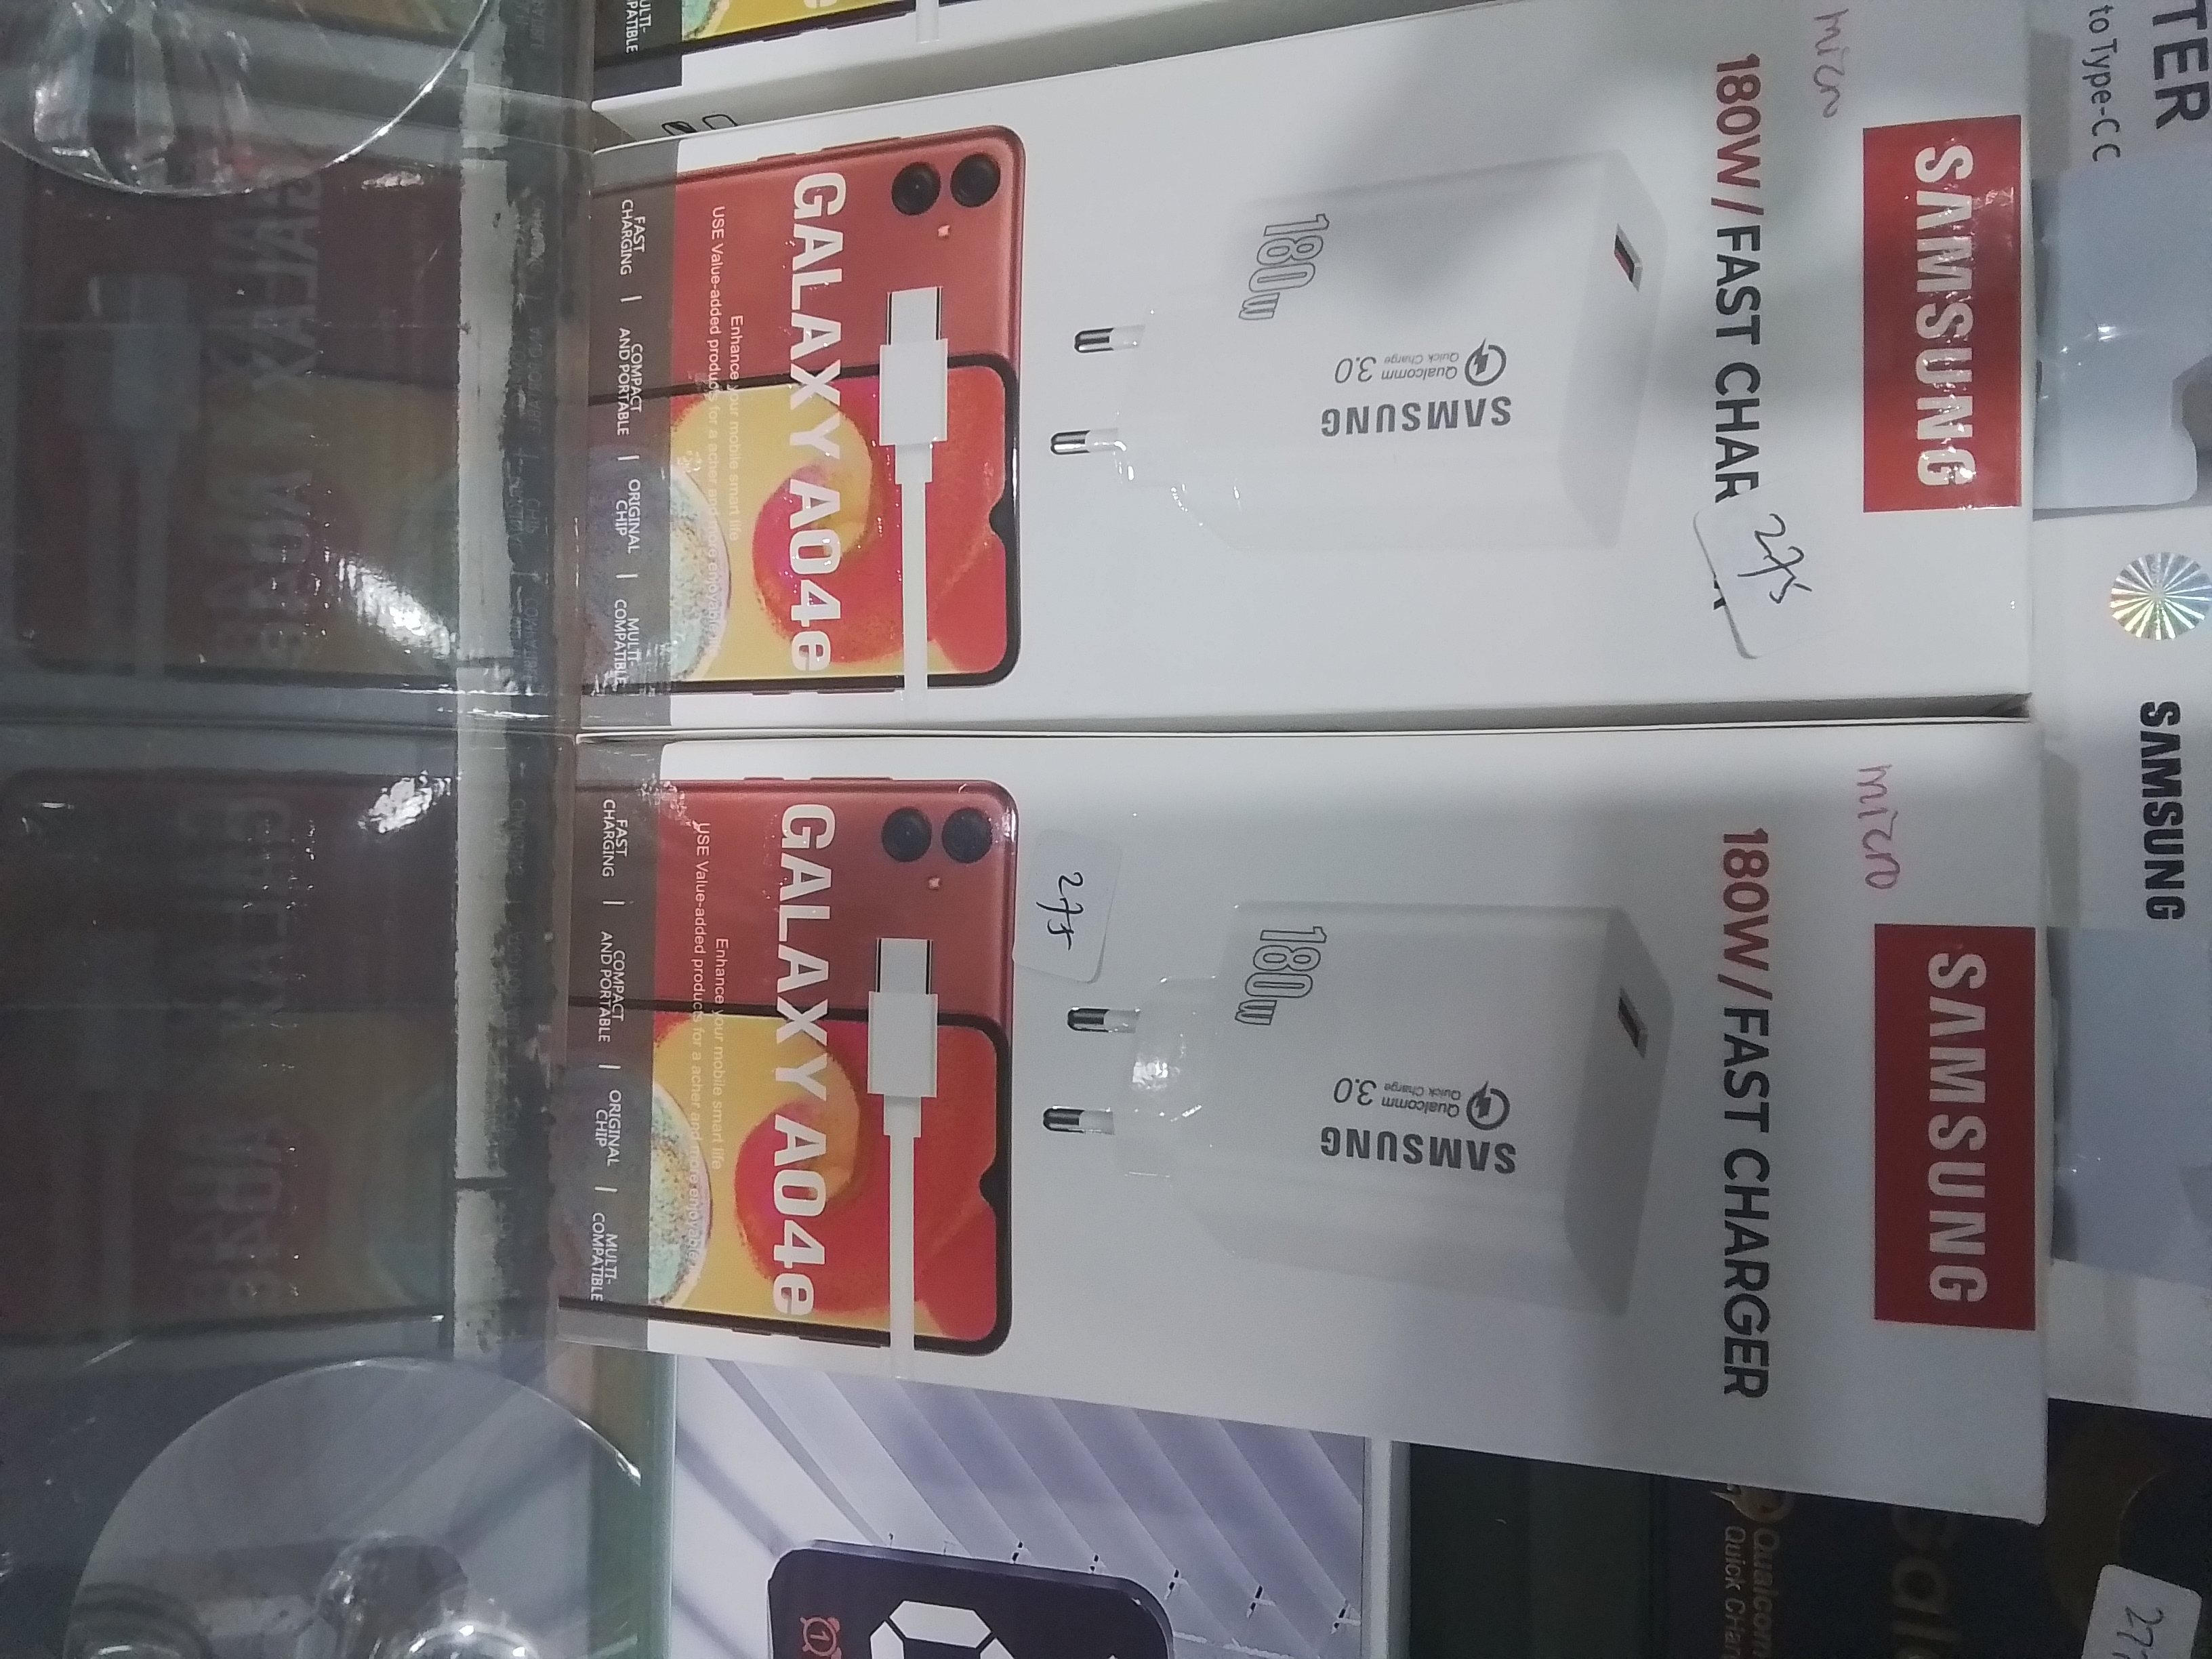 TER
to Type-C C
SAMSUNG
micro
SAMSUNG
180W/FAST CHAR
275
180w
Qualcomm
Quick Charge
3.0
SAMSUNG
GALAXY A04e
Enhance your mobile smart life
USE Value-added products for a acher and more enjoyable
FAST
CHARGING
COMPACT
AND PORTABLE
ORIGINAL
CHIP
MULTI-
COMPATIBLE
micro
SAMSUNG
180W/FAST CHARGER
180w
Qualcomm
Quick Charge
3.0
SAMSUNG
275
GALAXY A04e
Enhance your mobile smart life
USE Value-added products for a acher and more enjoyable
FAST
CHARGING
COMPACT
AND PORTABLE
ORIGINAL
CHIP
MULTI-
COMPATIBLE
Qualcom
Quick CHar
27